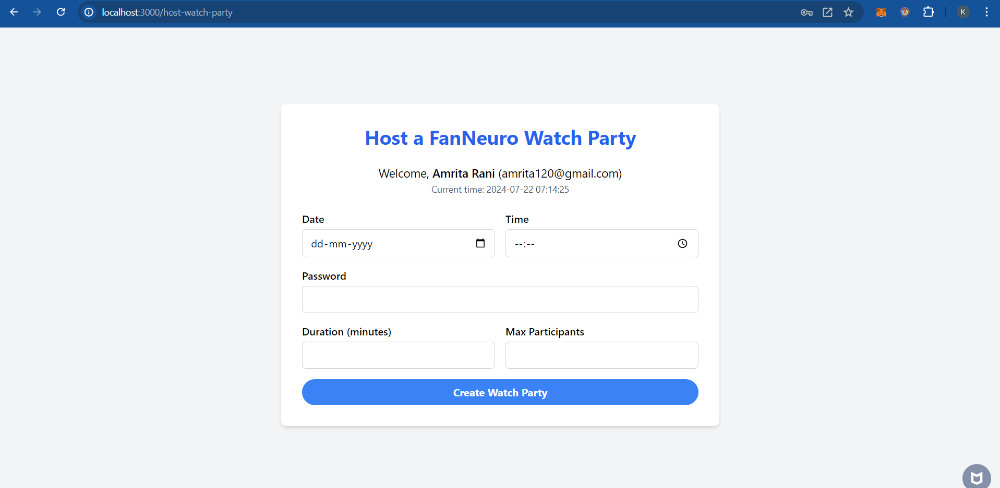 localhost:3000/host-watch-party
K
Host a FanNeuro Watch Party
Welcome, Amrita Rani (amrita120@gmail.com)
Current time: 2024-07-22 07:14:25
Date Time
dd-mm-yyyy --:--
Password
Duration (minutes) Max Participants
Create Watch Party